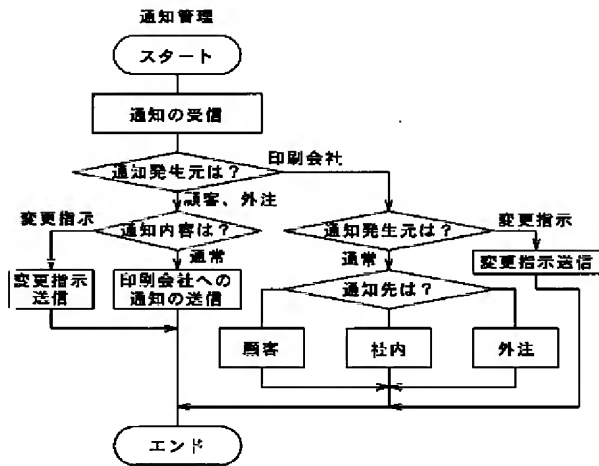 通知管理
スタート
通知の受信
通知発生元は？
印刷会社
顧客、外注
変更指示
通知内容は？
通常
変更指示
送信
印刷会社への
通知の送信
通知発生元は？
変更指示
通常
変更指示送信
通知先は？
顧客
社内
外注
エンド